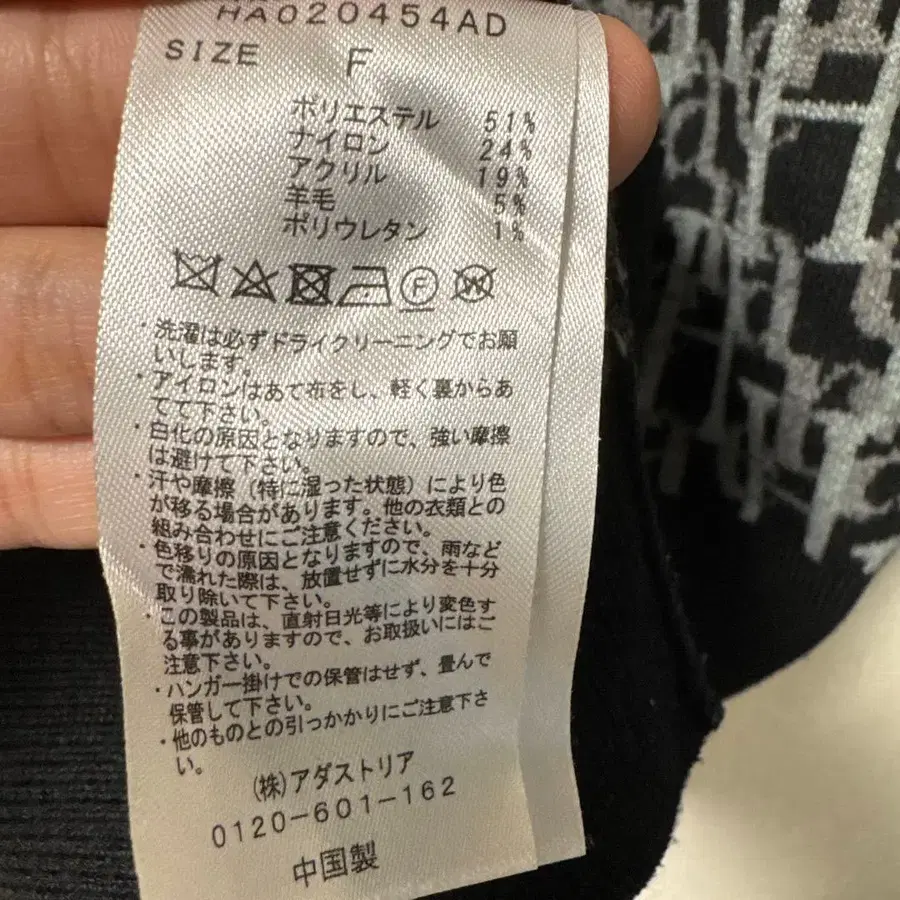 HA020454AD
SIZE F
ポリエステル 51%
ナイロン 24%
アクリル 19%
羊毛 5%
ポリウレタン 1%
F W
・洗濯は必ずドライクリーニングでお願
いします。
・アイロンはあて布をし、軽く裏からあ
てて下さい。
・白化の原因となりますので、強い摩擦
は避けて下さい。
・汗や摩擦（特に湿った状態）により色
が移る場合があります。他の衣類との
組み合わせにご注意ください。
・色移りの原因となりますので、雨など
で濡れた際は、放置せずに水分を十分
取り除いて下さい。
・この製品は、直射日光等により変色す
る事がありますので、お取扱いにはご
注意下さい。
・ハンガー掛けでの保管はせず、畳んで
保管して下さい。
・他のものとの引っかかりにご注意下さ
い。
(株)アダストリア
0120-601-162
中国製